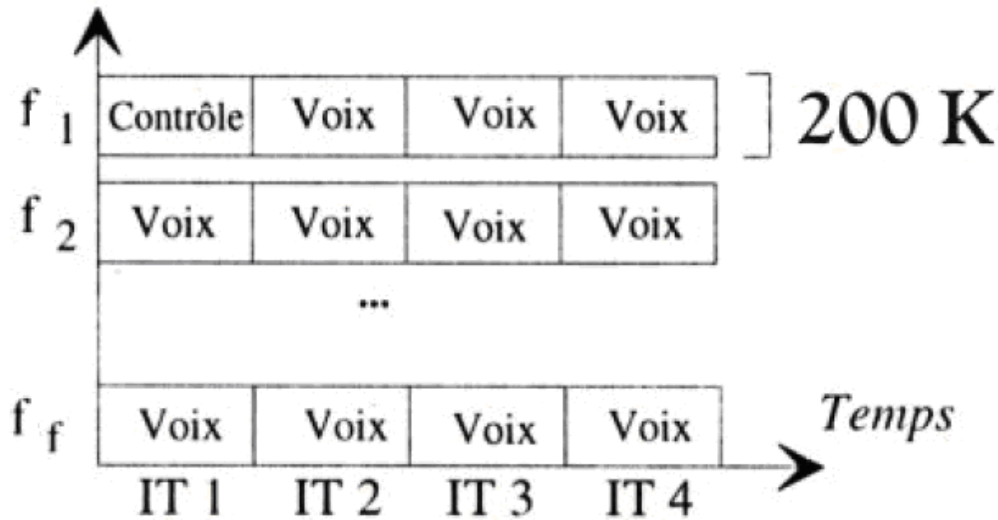 f 1 Contrôle Voix Voix Voix 200 K
f 2 Voix Voix Voix Voix
...
f f Voix Voix Voix Voix Temps
IT 1 IT 2 IT 3 IT 4